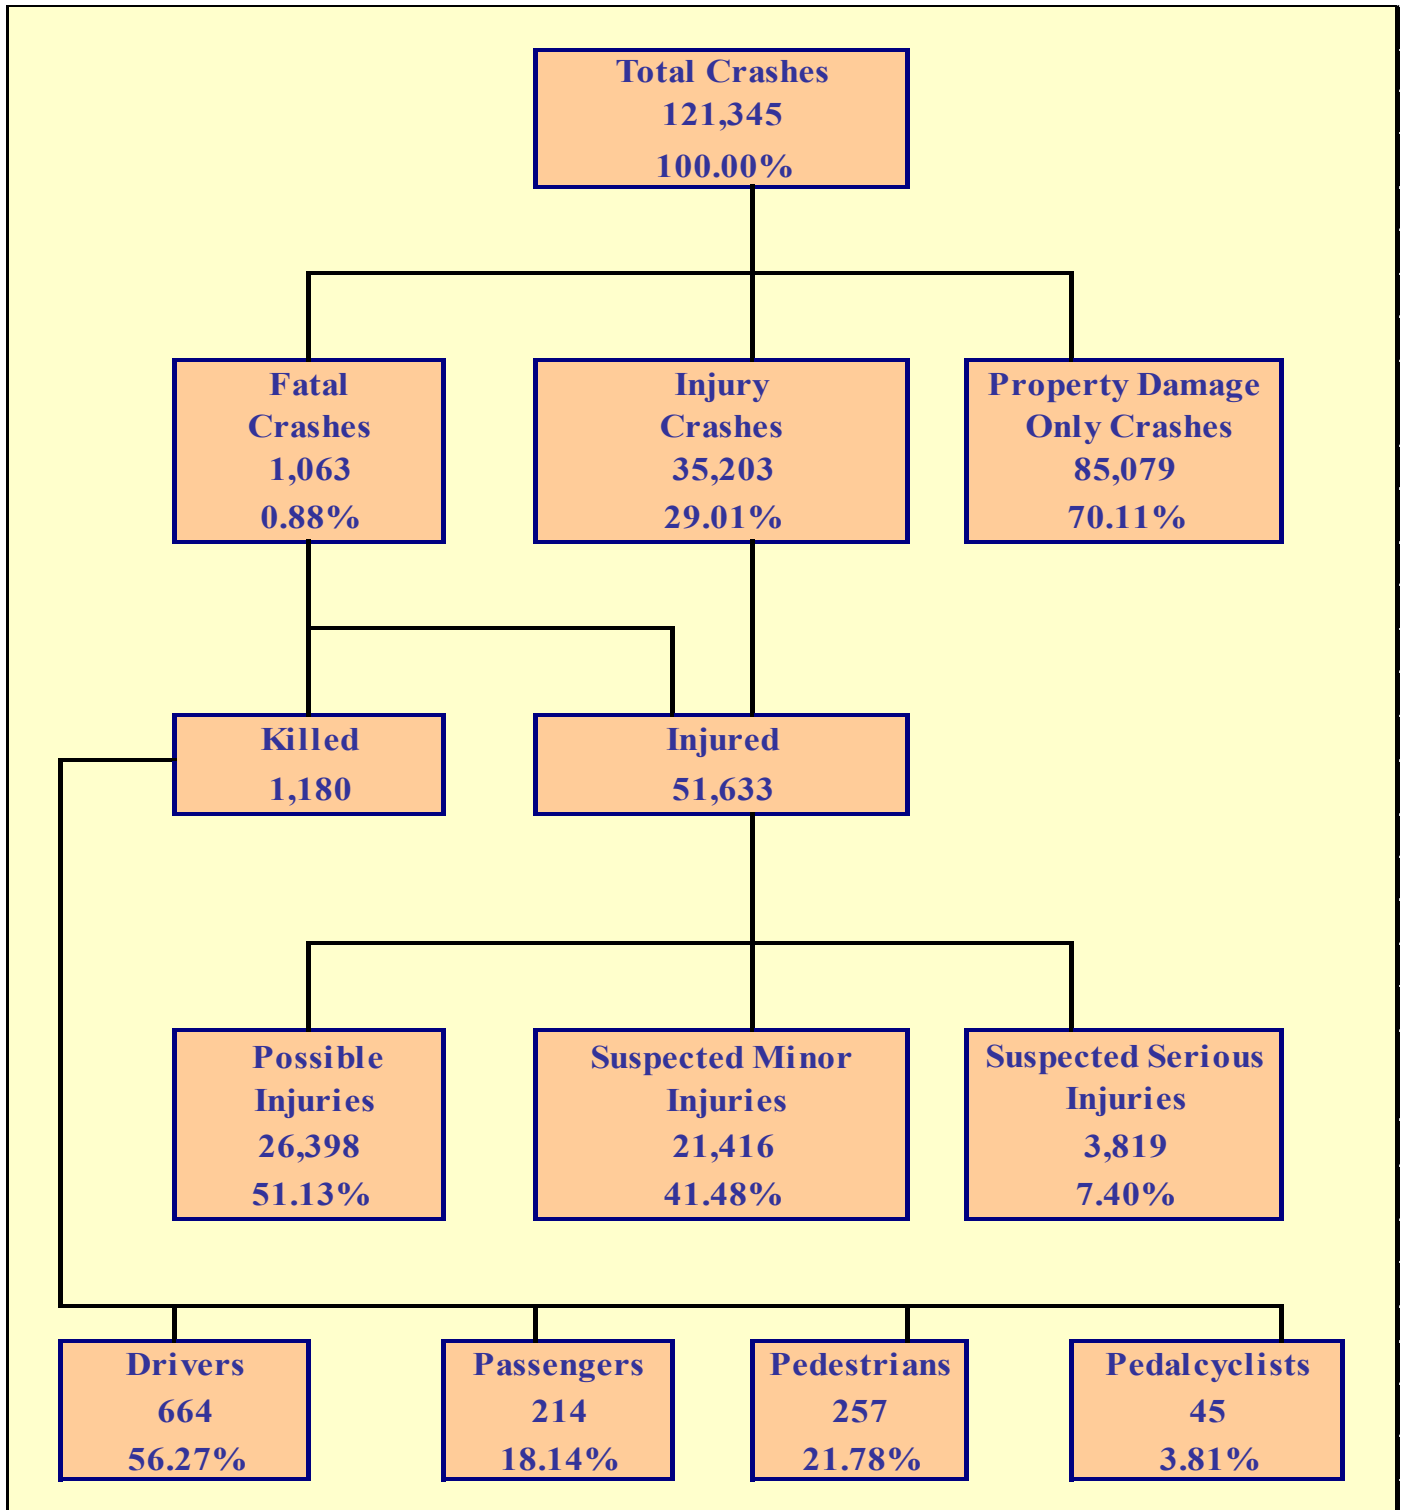 Total Crashes
121,345
100.00%
Fatal
Crashes
1,063
0.88%
Injury
Crashes
35,203
29.01%
Property Damage
Only Crashes
85,079
70.11%
Killed
1,180
Injured
51,633
Possible
Injuries
26,398
51.13%
Suspected Minor
Injuries
21,416
41.48%
Suspected Serious
Injuries
3,819
7.40%
Drivers
664
56.27%
Passengers
214
18.14%
Pedestrians
257
21.78%
Pedalcyclists
45
3.81%